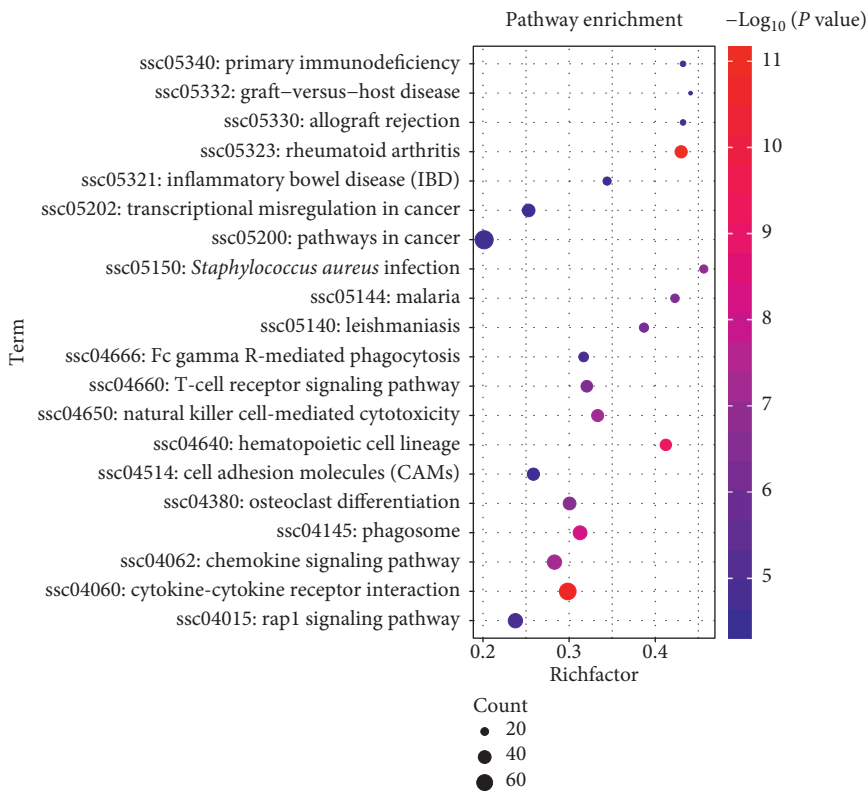 Pathway enrichment
−Log10 (P value)
ssc05340: primary immunodeficiency
ssc05332: graft−versus−host disease
ssc05330: allograft rejection
ssc05323: rheumatoid arthritis
ssc05321: inflammatory bowel disease (IBD)
ssc05202: transcriptional misregulation in cancer
ssc05200: pathways in cancer
ssc05150: Staphylococcus aureus infection
ssc05144: malaria
ssc05140: leishmaniasis
ssc04666: Fc gamma R-mediated phagocytosis
ssc04660: T-cell receptor signaling pathway
ssc04650: natural killer cell-mediated cytotoxicity
ssc04640: hematopoietic cell lineage
ssc04514: cell adhesion molecules (CAMs)
ssc04380: osteoclast differentiation
ssc04145: phagosome
ssc04062: chemokine signaling pathway
ssc04060: cytokine-cytokine receptor interaction
ssc04015: rap1 signaling pathway
Term
0.2 0.3 0.4
Richfactor
11
10
9
8
7
6
5
Count
20
40
60